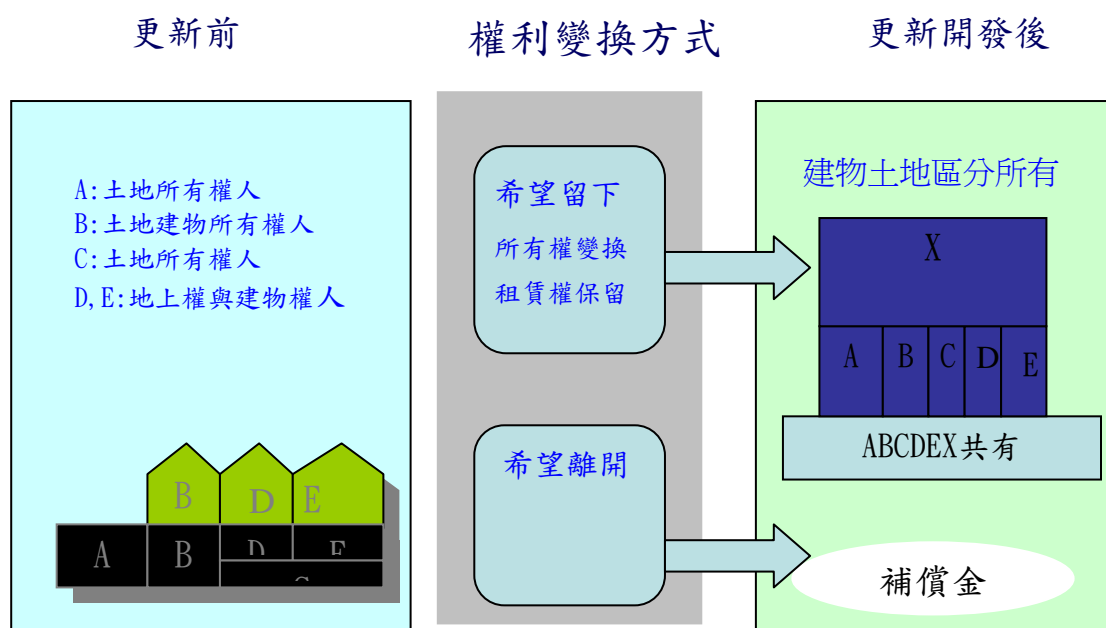 更新前
權利變換方式
更新開發後
A:土地所有權人
B:土地建物所有權人
C:土地所有權人
D,E:地上權與建物權人
B D E
A B D E
C
希望留下
所有權變換
租賃權保留
希望離開
建物土地區分所有
X
A B C D E
ABCDEX共有
補償金